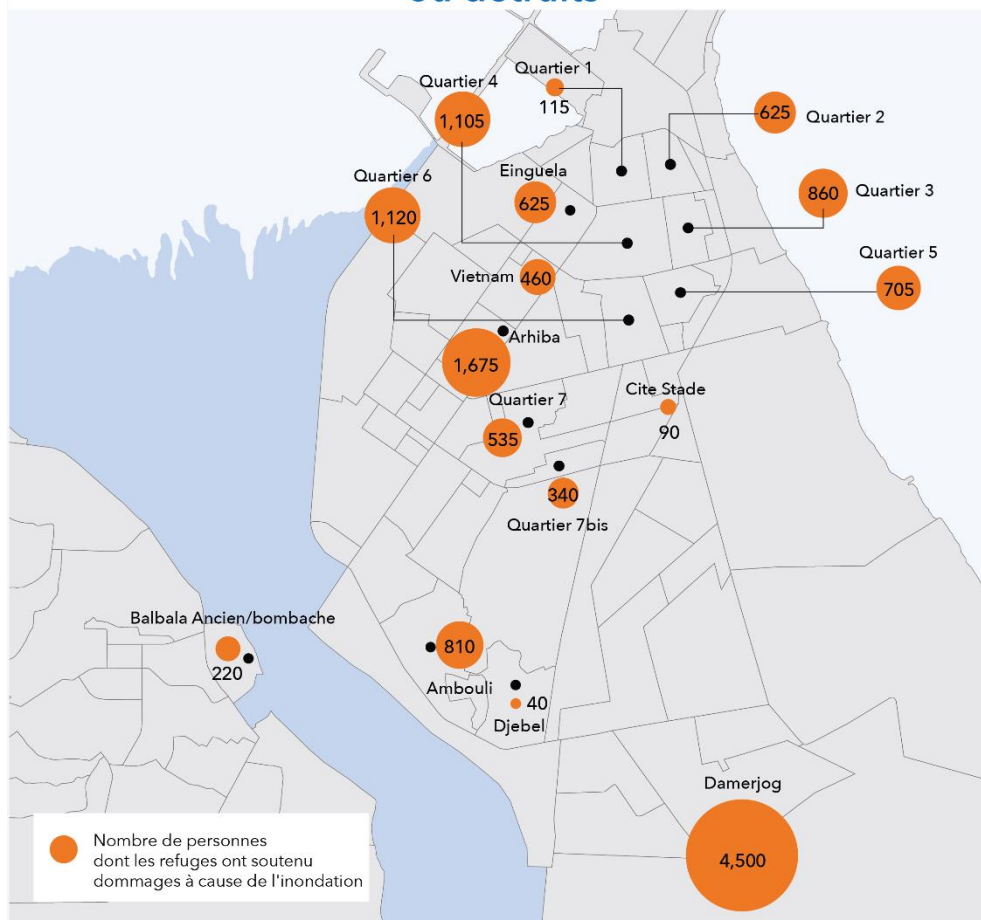 ou détruits
Quartier 1
115
Quartier 4
1,105
625
Quartier 2
Einguela
625
Quartier 6
1,120
860
Quartier 3
Quartier 5
705
Vietnam
460
Arhiba
1,675
Cite Stade
90
Quartier 7
535
340
Quartier 7bis
Balbala Ancien/bombache
220
810
Ambouli
40
Djebel
Damerjog
4,500
Nombre de personnes
dont les refuges ont soutenu
dommages à cause de l'inondation